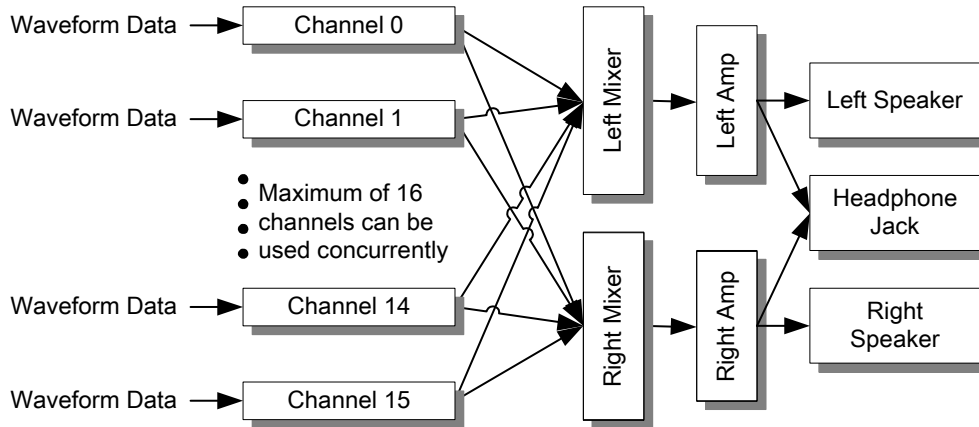 Waveform Data
Channel 0
Waveform Data
Channel 1
Maximum of 16
channels can be
used concurrently
Waveform Data
Channel 14
Waveform Data
Channel 15
Left Mixer
Right Mixer
Left Amp
Right Amp
Left Speaker
Headphone
Jack
Right
Speaker